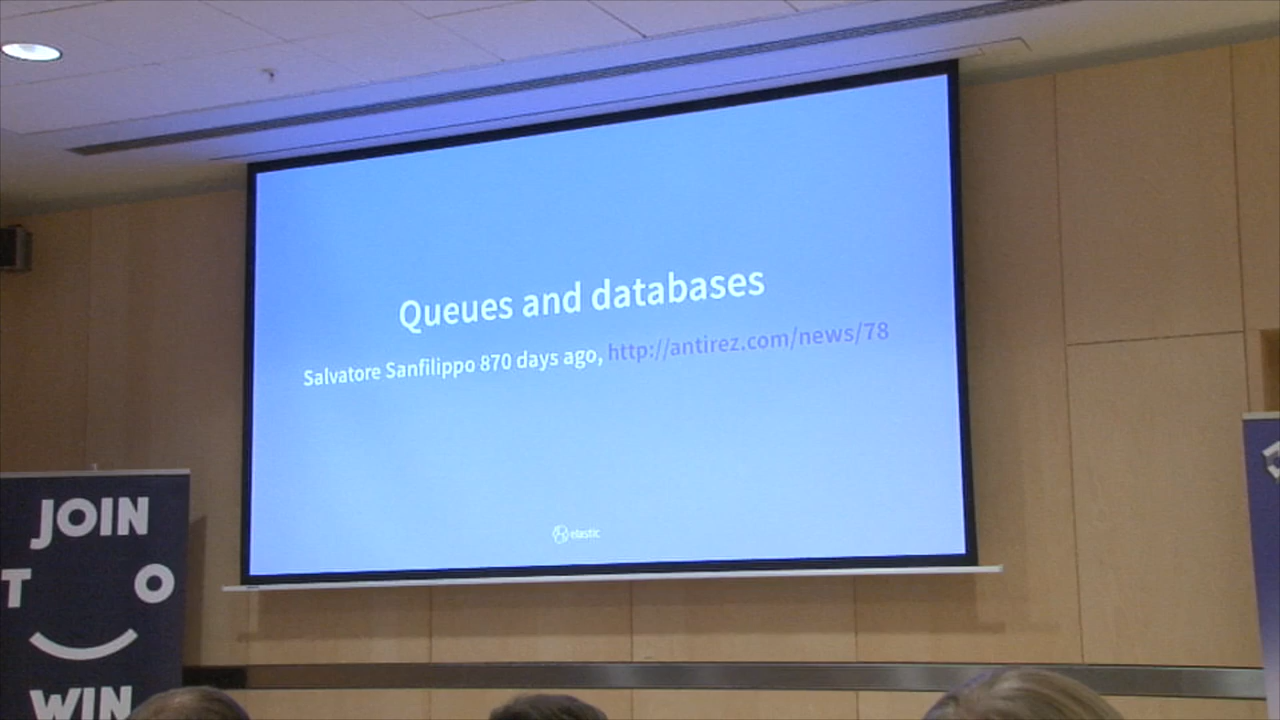 Queues and databases
Salvatore Sanfilippo 870 days ago, http://antirez.com/news/78
elastic
JOIN
T O
WIN